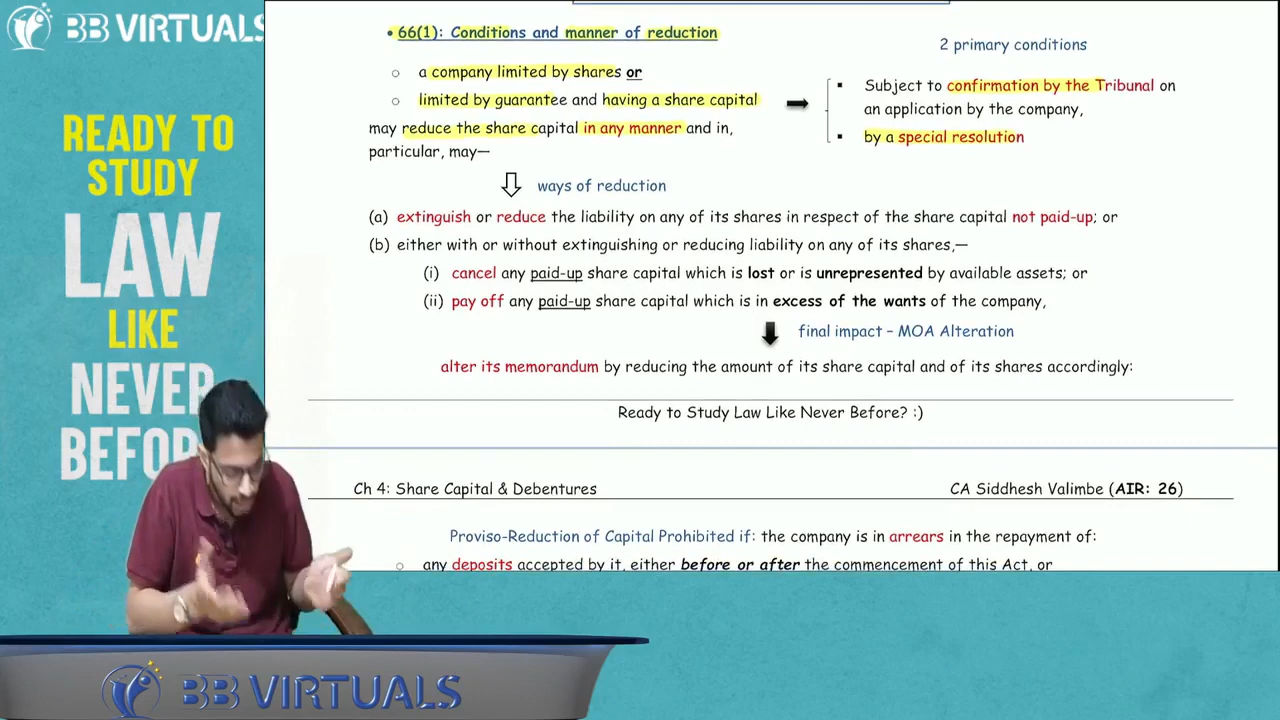 BB VIRTUALS
READY TO
STUDY
LAW
LIKE
NEVER
BEFOR
• 66(1): Conditions and manner of reduction
o a company limited by shares or
o limited by guarantee and having a share capital
may reduce the share capital in any manner and in,
particular, may—
2 primary conditions
▪ Subject to confirmation by the Tribunal on
an application by the company,
▪ by a special resolution
ways of reduction
(a) extinguish or reduce the liability on any of its shares in respect of the share capital not paid-up; or
(b) either with or without extinguishing or reducing liability on any of its shares,—
(i) cancel any paid-up share capital which is lost or is unrepresented by available assets; or
(ii) pay off any paid-up share capital which is in excess of the wants of the company,
final impact – MOA Alteration
alter its memorandum by reducing the amount of its share capital and of its shares accordingly:
Ready to Study Law Like Never Before? :)
Ch 4: Share Capital & Debentures CA Siddhesh Valimbe (AIR: 26)
Proviso-Reduction of Capital Prohibited if: the company is in arrears in the repayment of:
o any deposits accepted by it, either before or after the commencement of this Act, or
BB VIRTUALS